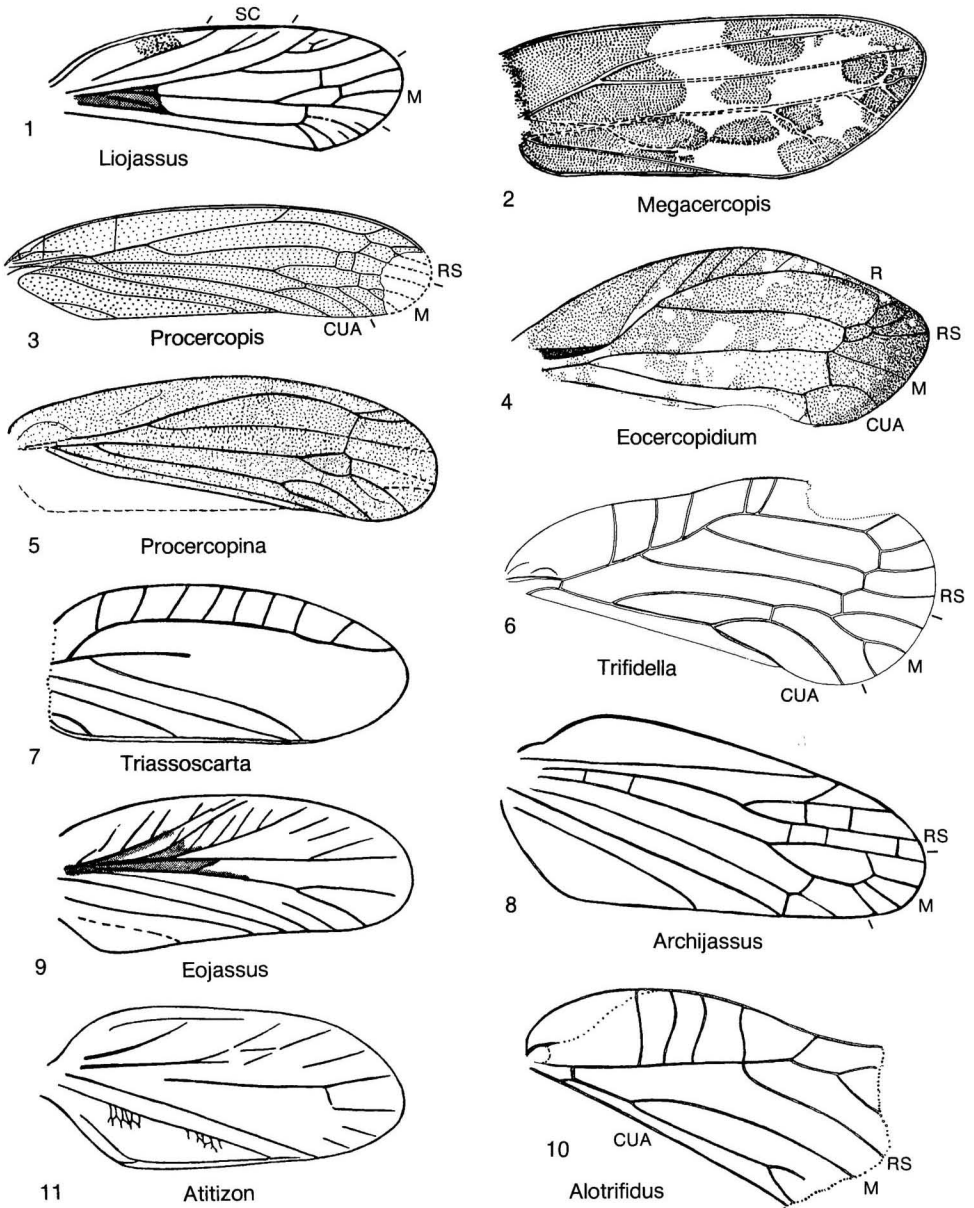 SC
M
1
Liojassus
2
Megacercopis
RS
M
CUA
3
Procercopis
R
RS
M
CUA
4
Eocercopidium
5
Procercopina
RS
M
CUA
6
Trifidella
7
Triassoscarta
RS
M
8
Archijassus
9
Eojassus
CUA
RS
M
10
Alotrifidus
11
Atitizon